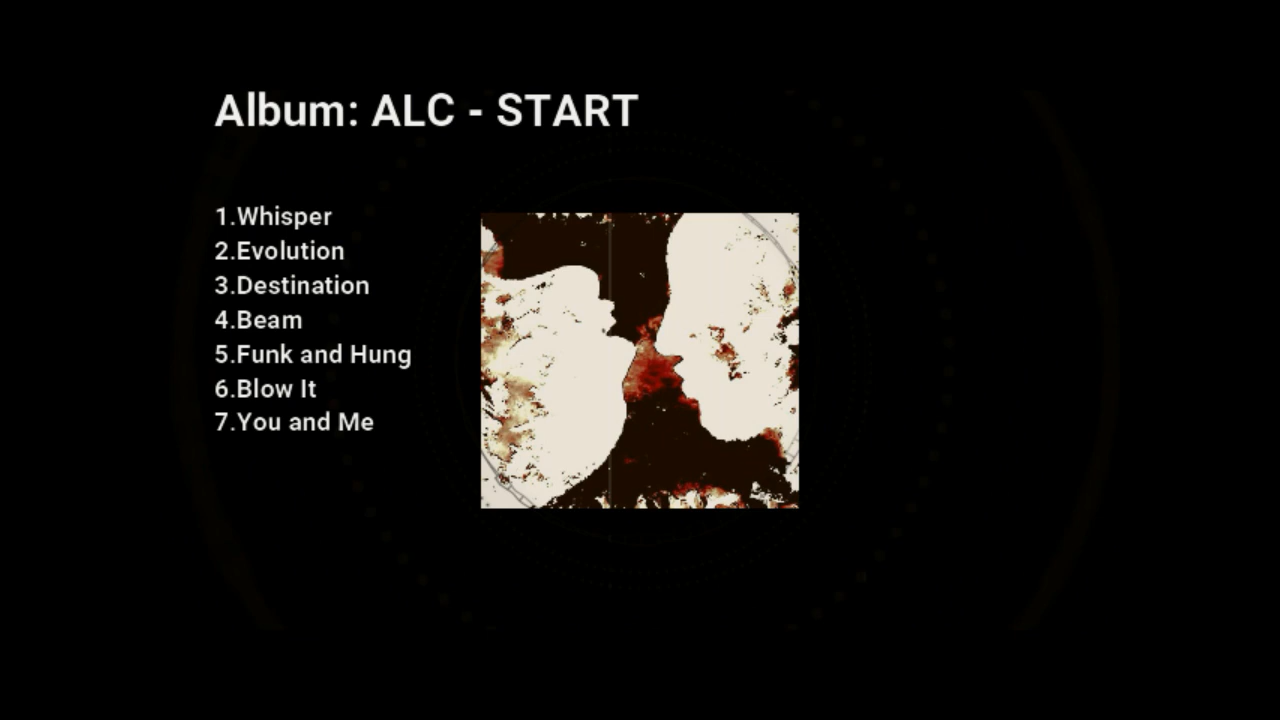 Album: ALC - START
1.Whisper
2.Evolution
3.Destination
4.Beam
5.Funk and Hung
6.Blow It
7.You and Me